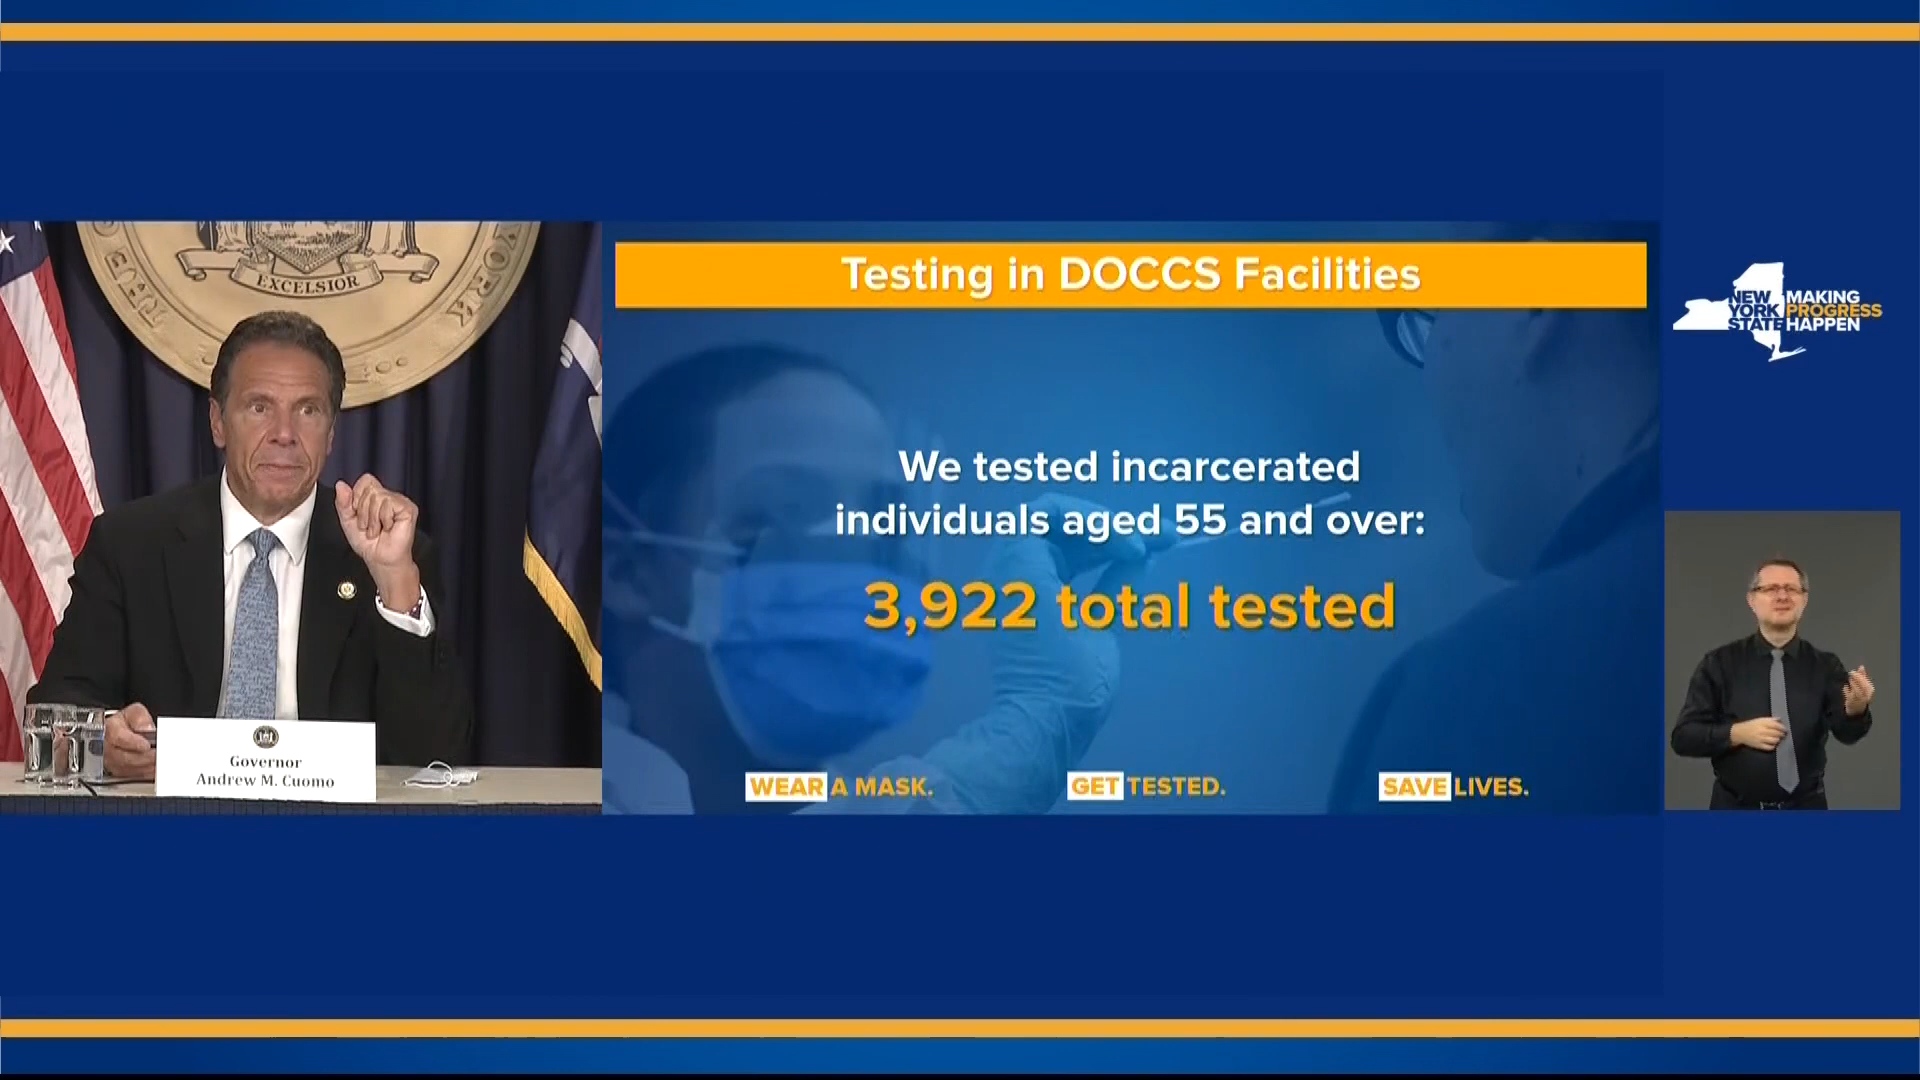 EXCELSIOR
Governor
Andrew M. Cuomo
Testing in DOCCS Facilities
We tested incarcerated
individuals aged 55 and over:
3,922 total tested
WEAR A MASK.
GET TESTED.
SAVE LIVES.
NEW
YORK
STATE
MAKING
PROGRESS
HAPPEN